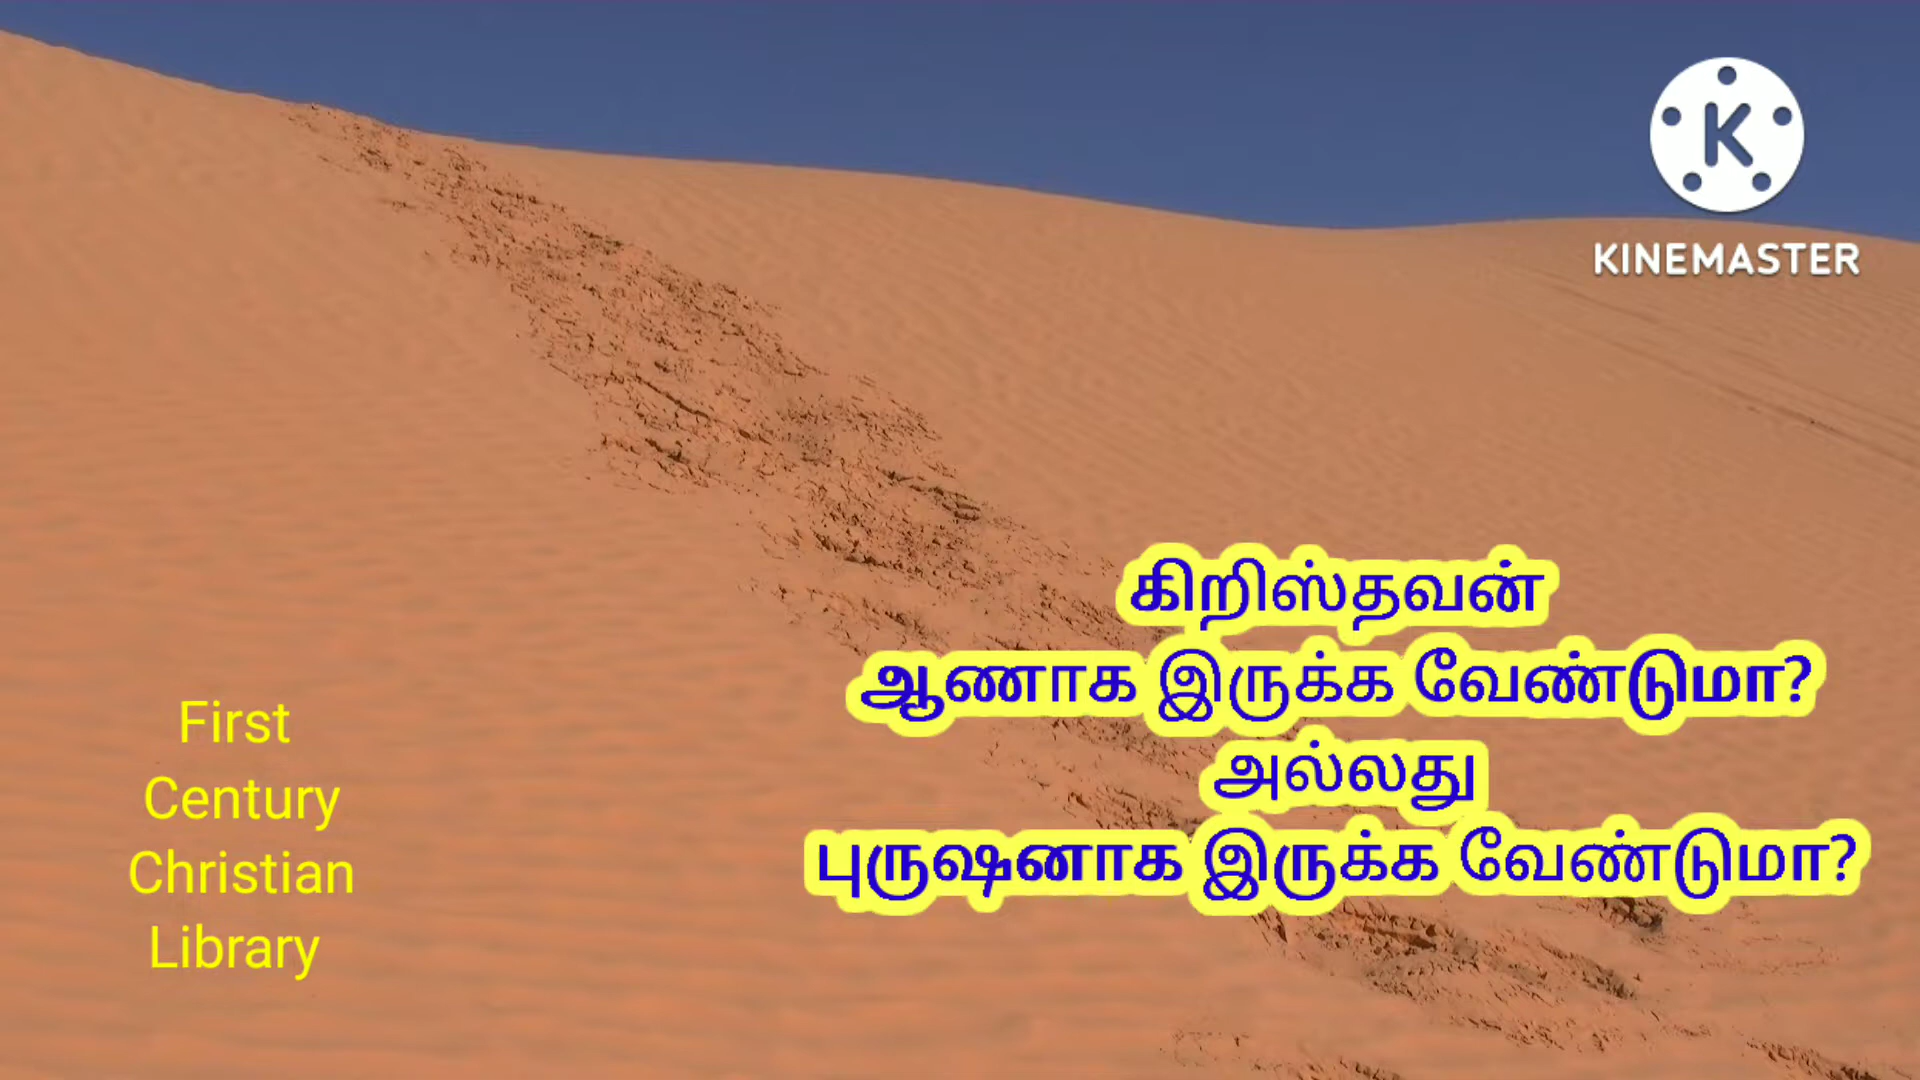 KINEMASTER
கிறிஸ்தவன்
ஆணாக இருக்க வேண்டுமா?
அல்லது
புருஷனாக இருக்க வேண்டுமா?
First
Century
Christian
Library